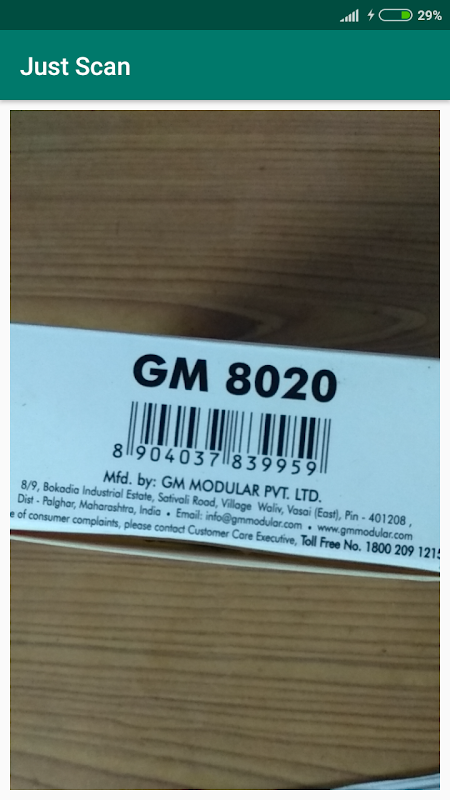 29%
Just Scan
GM 8020
8 904037 839959
Mfd. by: GM MODULAR PVT. LTD.
8/9, Bokadia Industrial Estate, Sativali Road, Village Waliv, Vasai (East), Pin - 401208 ,
Dist - Palghar, Maharashtra, India • Email: info@gmmodular.com • www.gmmodular.com
e of consumer complaints, please contact Customer Care Executive, Toll Free No. 1800 209 1215